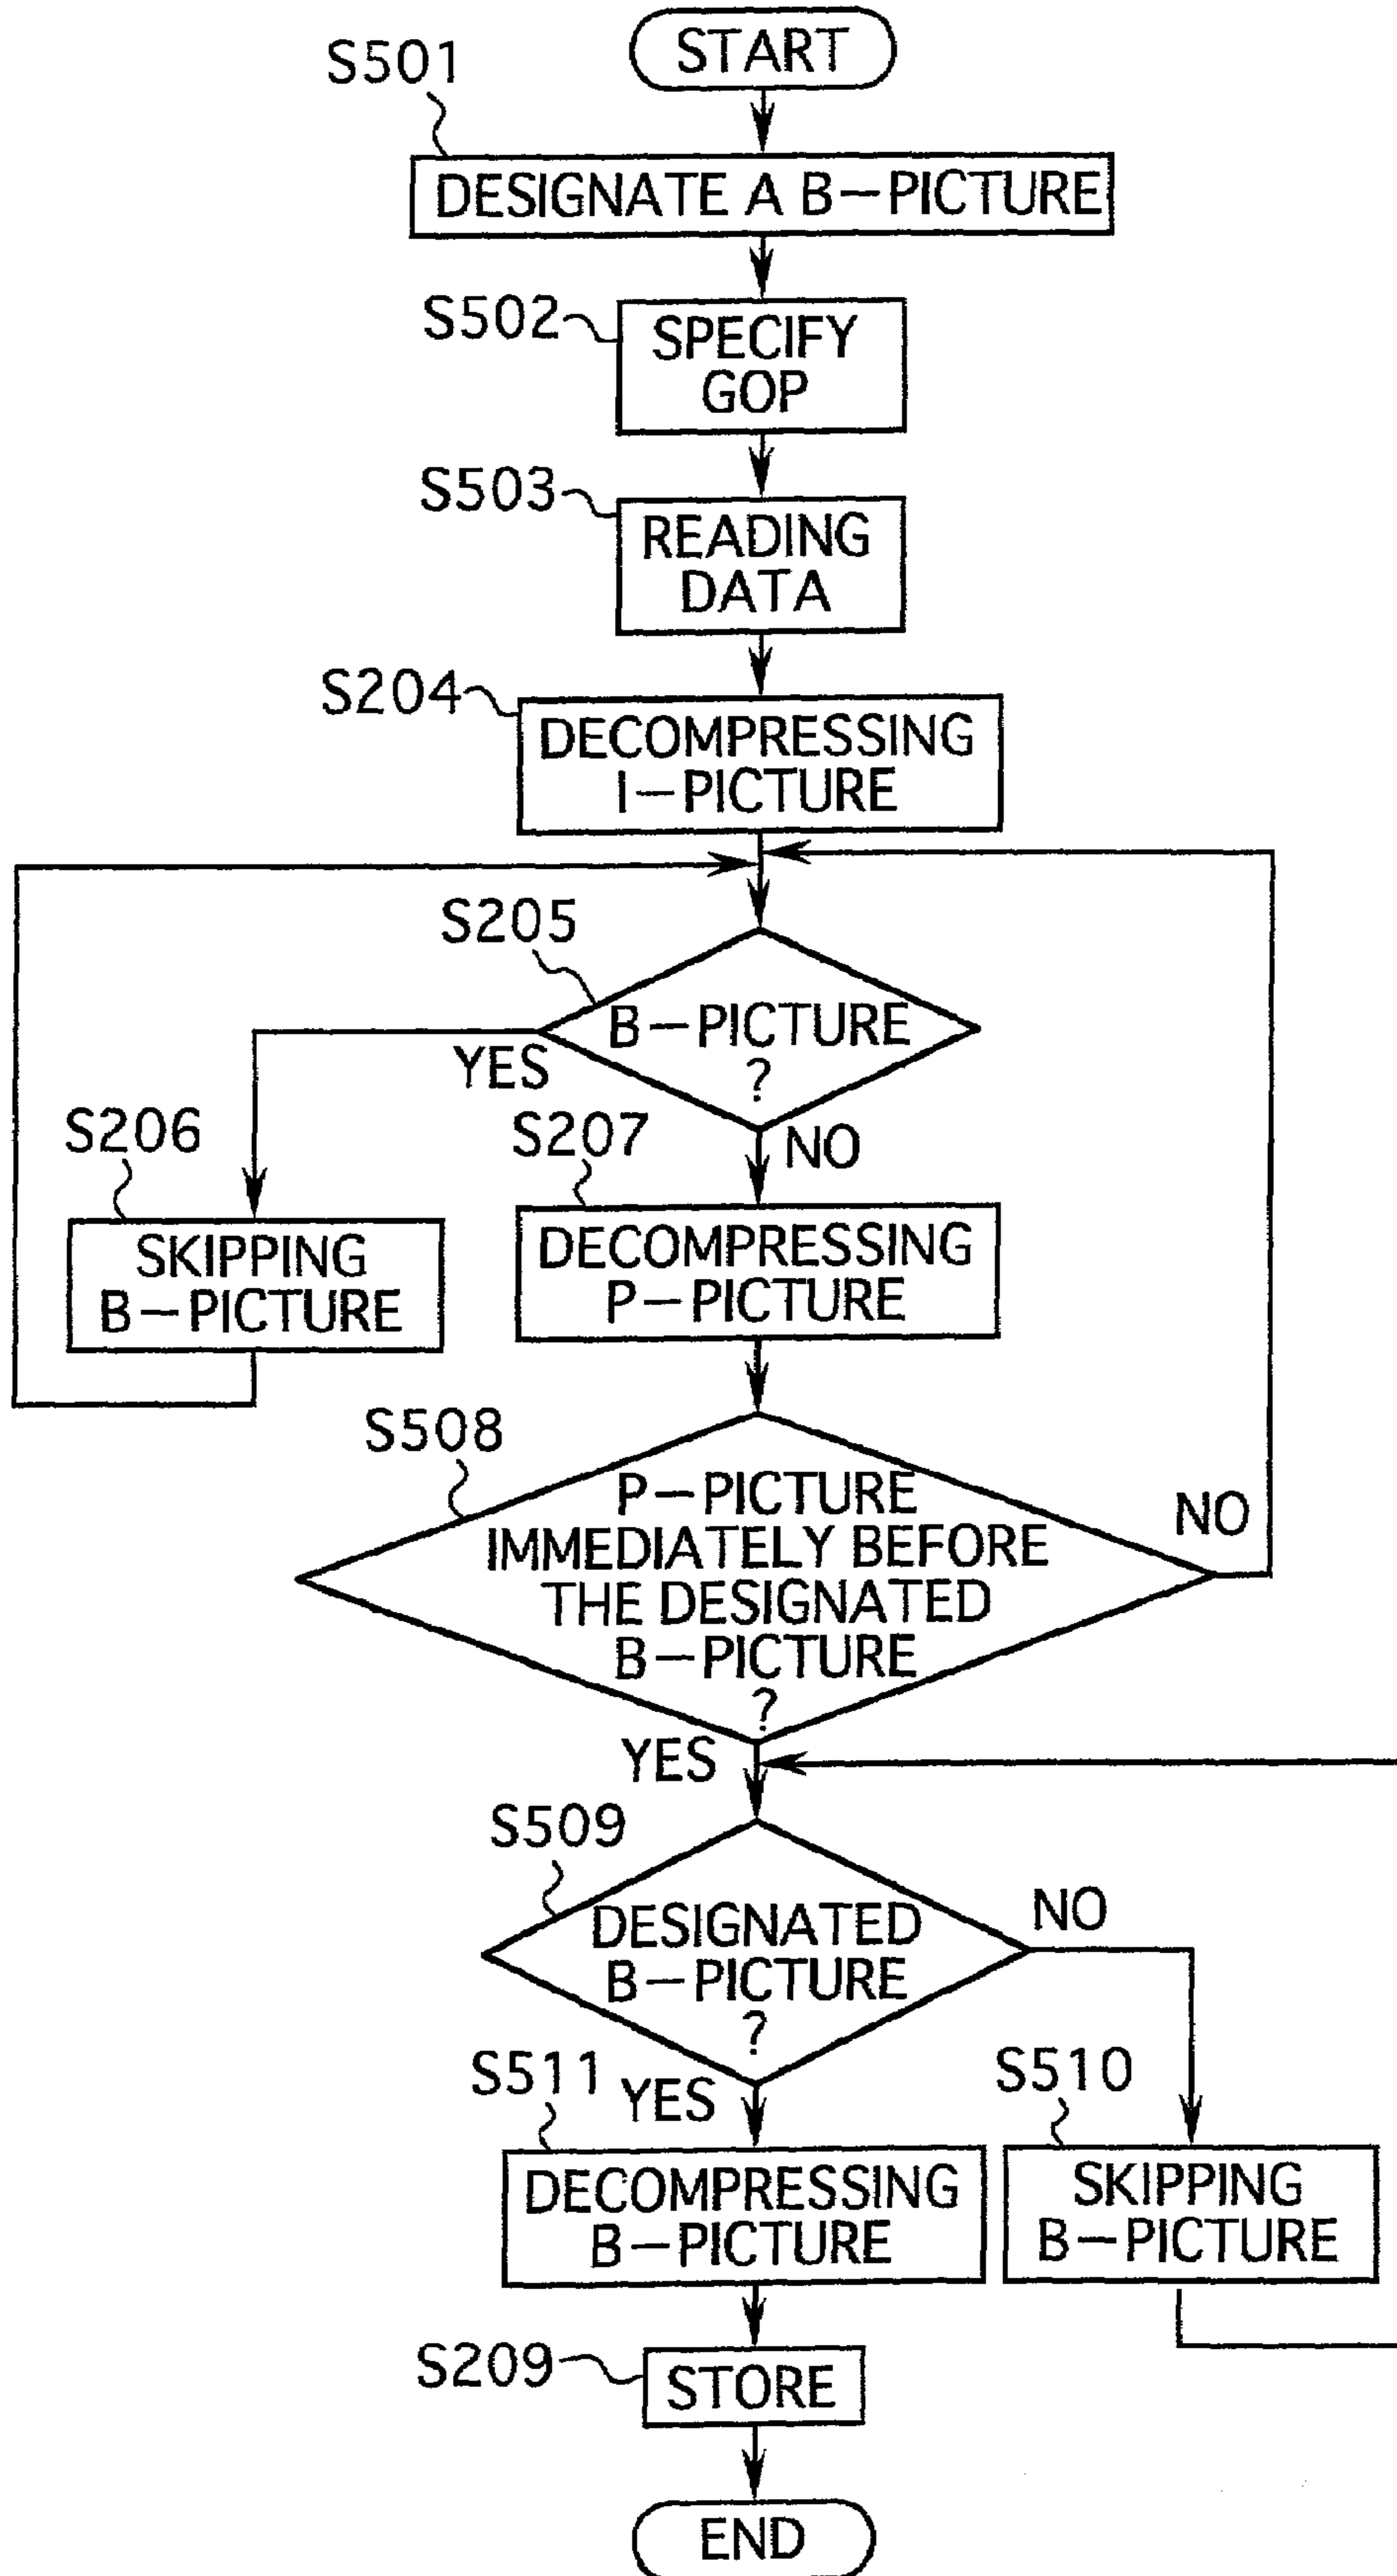 START
S501
DESIGNATE A B-PICTURE
S502
SPECIFY
GOP
S503
READING
DATA
S204
DECOMPRESSING
I-PICTURE
S205
B-PICTURE
?
YES
NO
S206
SKIPPING
B-PICTURE
S207
DECOMPRESSING
P-PICTURE
S508
P-PICTURE
IMMEDIATELY BEFORE
THE DESIGNATED
B-PICTURE
?
NO
YES
S509
DESIGNATED
B-PICTURE
?
NO
YES
S511
DECOMPRESSING
B-PICTURE
S510
SKIPPING
B-PICTURE
S209
STORE
END